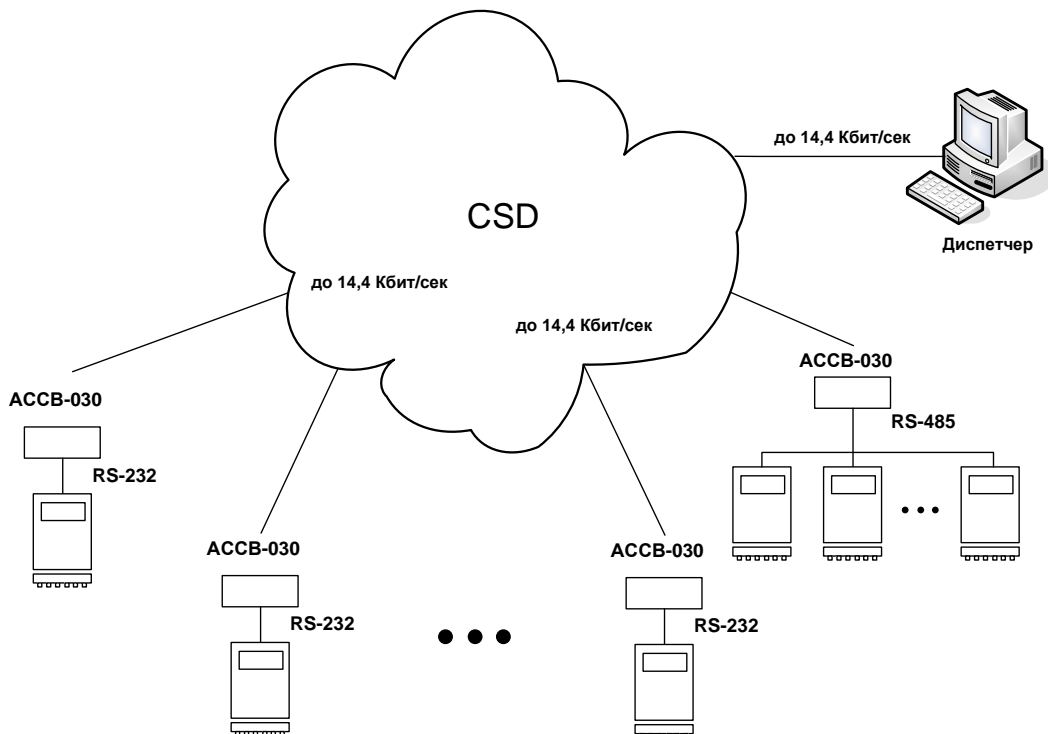 до 14,4 Кбит/сек
CSD
Диспетчер
до 14,4 Кбит/сек
до 14,4 Кбит/сек
АССВ-030
RS-485
АССВ-030
RS-232
АССВ-030
RS-232
АССВ-030
RS-232